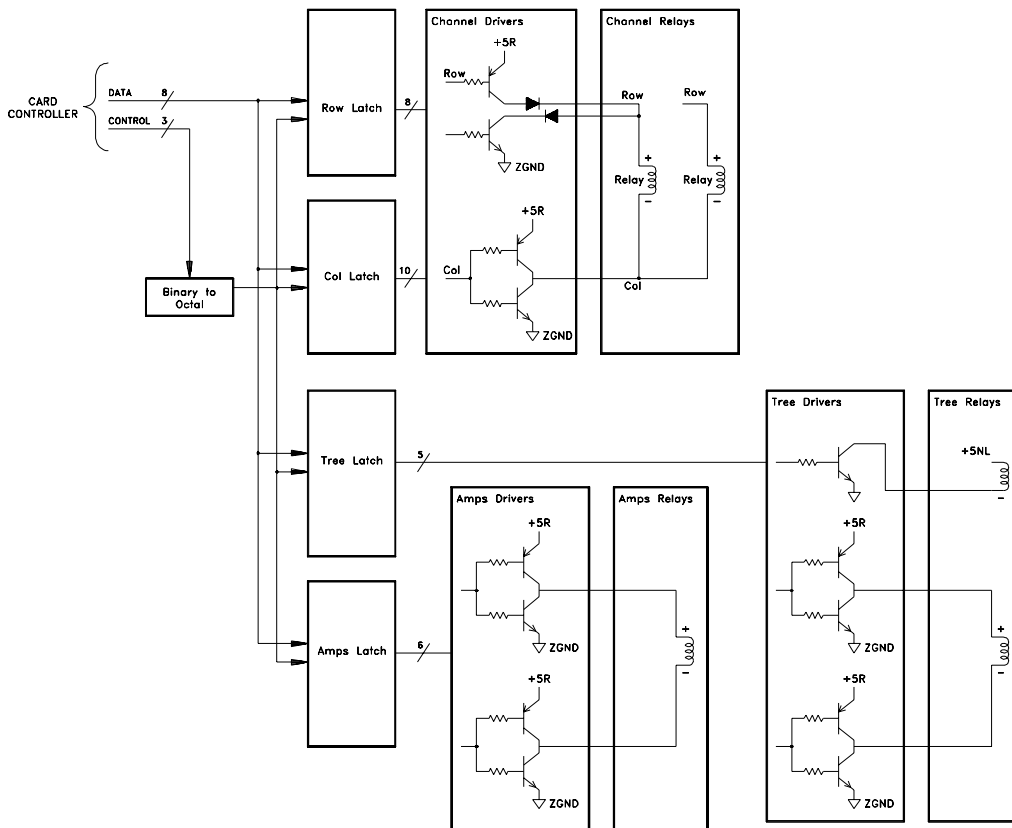 CARD
CONTROLLER
DATA 8
CONTROL 3
Binary to
Octal
Row Latch
8
Col Latch
10
Tree Latch
5
Amps Latch
6
Channel Drivers
+5R
Row
ZGND
+5R
Col
ZGND
Channel Relays
Row
Row
+
+
Relay
Relay
-
-
Col
Amps Drivers
+5R
ZGND
+5R
ZGND
Amps Relays
+
-
Tree Drivers
+5R
ZGND
+5R
ZGND
Tree Relays
+5NL
-
+
-